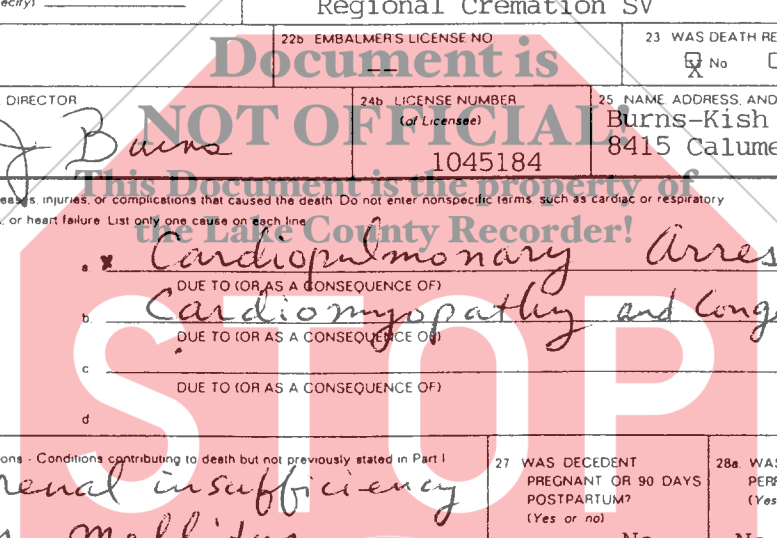 Regional Cremation SV
22b EMBALMER'S LICENSE NO
23 WAS DEATH RE
--
X No
Document is
DIRECTOR
24b LICENSE NUMBER
(of Licensee)
25 NAME, ADDRESS, AND
NOT OFFICIAL!
J Burns
1045184
Burns-Kish
8415 Calume
This Document is the property of
eases, injuries, or complications that caused the death Do not enter nonspecific terms, such as cardiac or respiratory
, or heart failure List only one cause on each line
the Lake County Recorder!
a. x Cardiopulmonary Arres
DUE TO (OR AS A CONSEQUENCE OF)
b. Cardiomyopathy and Cong
DUE TO (OR AS A CONSEQUENCE OF)
c
DUE TO (OR AS A CONSEQUENCE OF)
d
STOP
ons - Conditions contributing to death but not previously stated in Part I
renal insufficiency
mellitus
27 WAS DECEDENT
PREGNANT OR 90 DAYS
POSTPARTUM?
(Yes or no)
No
28a. WAS
PERF
(Yes
No